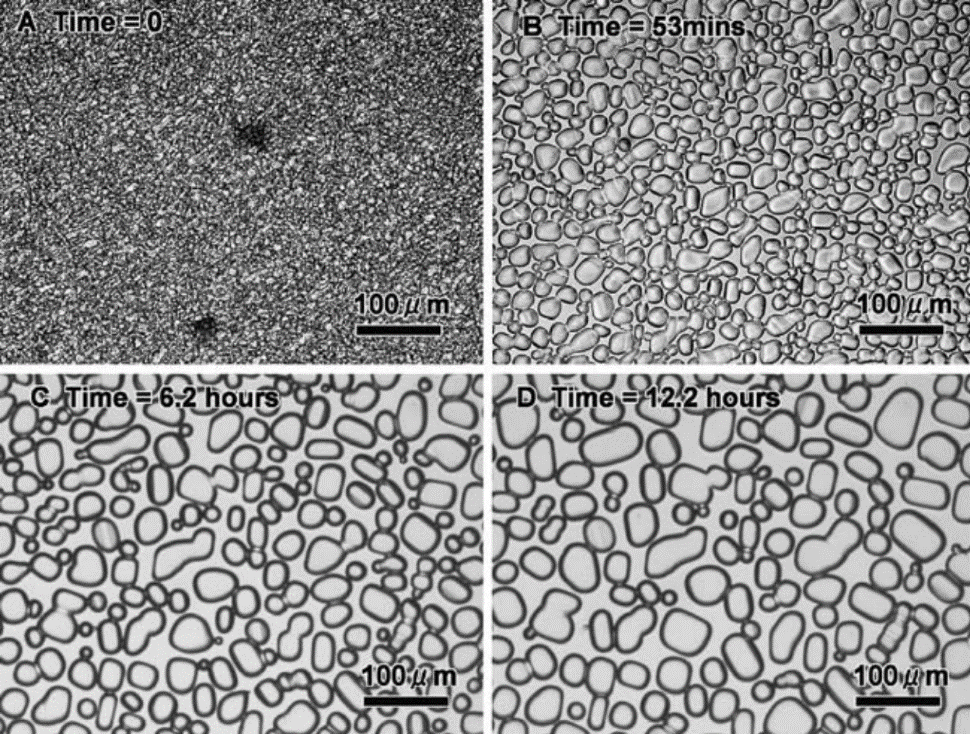 A Time = 0
100 μ m
B Time = 53mins
100 μ m
C Time = 6.2 hours
100 μ m
D Time = 12.2 hours
100 μ m